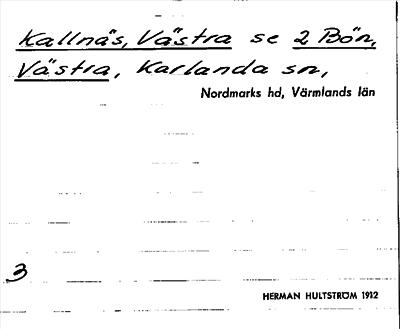 Kallnäs, Västra se 2 Bön,
Västra, Karlanda sn,
Nordmarks hd, Värmlands län
3
HERMAN HULTSTRÖM 1912